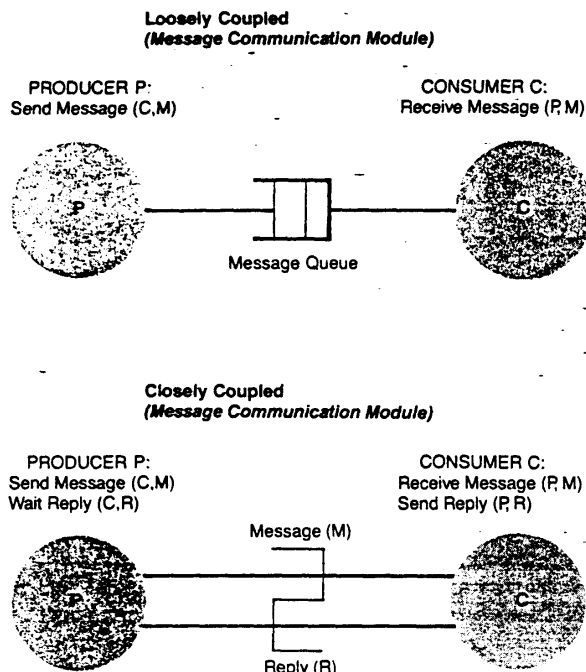 Loosely Coupled
(Message Communication Module)
PRODUCER P:
Send Message (C,M)
CONSUMER C:
Receive Message (P, M)
P
C
Message Queue
Closely Coupled
(Message Communication Module)
PRODUCER P:
Send Message (C,M)
Wait Reply (C,R)
CONSUMER C:
Receive Message (P, M)
Send Reply (P, R)
Message (M)
P
C
Reply (R)